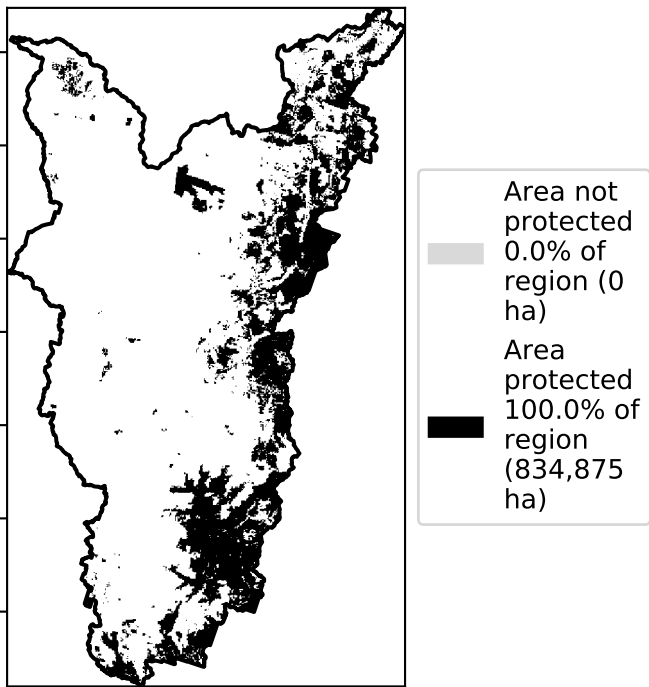 Area not
protected
0.0% of
region (0
ha)
Area
protected
100.0% of
region
(834,875
ha)